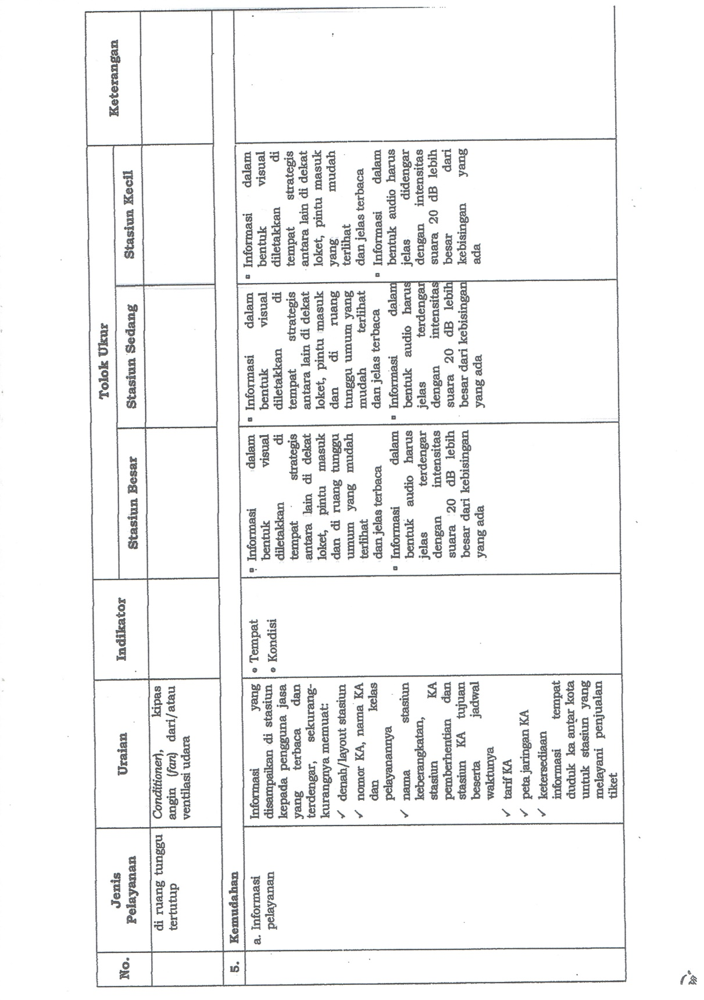 No.
Jenis
Pelayanan
Uraian
Indikator
Tolok Ukur
Keterangan
Stasiun Besar
Stasiun Sedang
Stasiun Kecil
di ruang tunggu
tertutup
Conditioner), kipas
angin (fan) dari/atau
ventilasi udara
5.
Kemudahan
a. Informasi
pelayanan
Informasi yang
disampaikan di stasiun
kepada pengguna jasa
yang terbaca dan
terdengar, sekurang-
kurangnya memuat:
✓ denah/layout stasiun
✓ nomor KA, nama KA
dan kelas
pelayanannya
✓ nama stasiun
keberangkatan,
stasiun KA
pemberhentian dan
stasiun KA tujuan
beserta jadwal
waktunya
✓ tarif KA
✓ peta jaringan KA
✓ ketersediaan
informasi tempat
duduk ka antar kota
untuk stasiun yang
melayani penjualan
tiket
• Tempat
• Kondisi
▫ Informasi dalam
bentuk visual
diletakkan di
tempat strategis
antara lain di dekat
loket, pintu masuk
dan di ruang tunggu
umum yang mudah
terlihat
dan jelas terbaca
▫ Informasi dalam
bentuk audio harus
jelas terdengar
dengan intensitas
suara 20 dB lebih
besar dari kebisingan
yang ada
▫ Informasi dalam
bentuk visual
diletakkan di
tempat strategis
antara lain di dekat
loket, pintu masuk
dan di ruang
tunggu umum yang
mudah terlihat
dan jelas terbaca
▫ Informasi dalam
bentuk audio harus
jelas terdengar
dengan intensitas
suara 20 dB lebih
besar dari kebisingan
yang ada
▫ Informasi dalam
bentuk visual
diletakkan di
tempat strategis
antara lain di dekat
loket, pintu masuk
yang mudah
terlihat
dan jelas terbaca
▫ Informasi dalam
bentuk audio harus
jelas didengar
dengan intensitas
suara 20 dB lebih
besar dari
kebisingan yang
ada